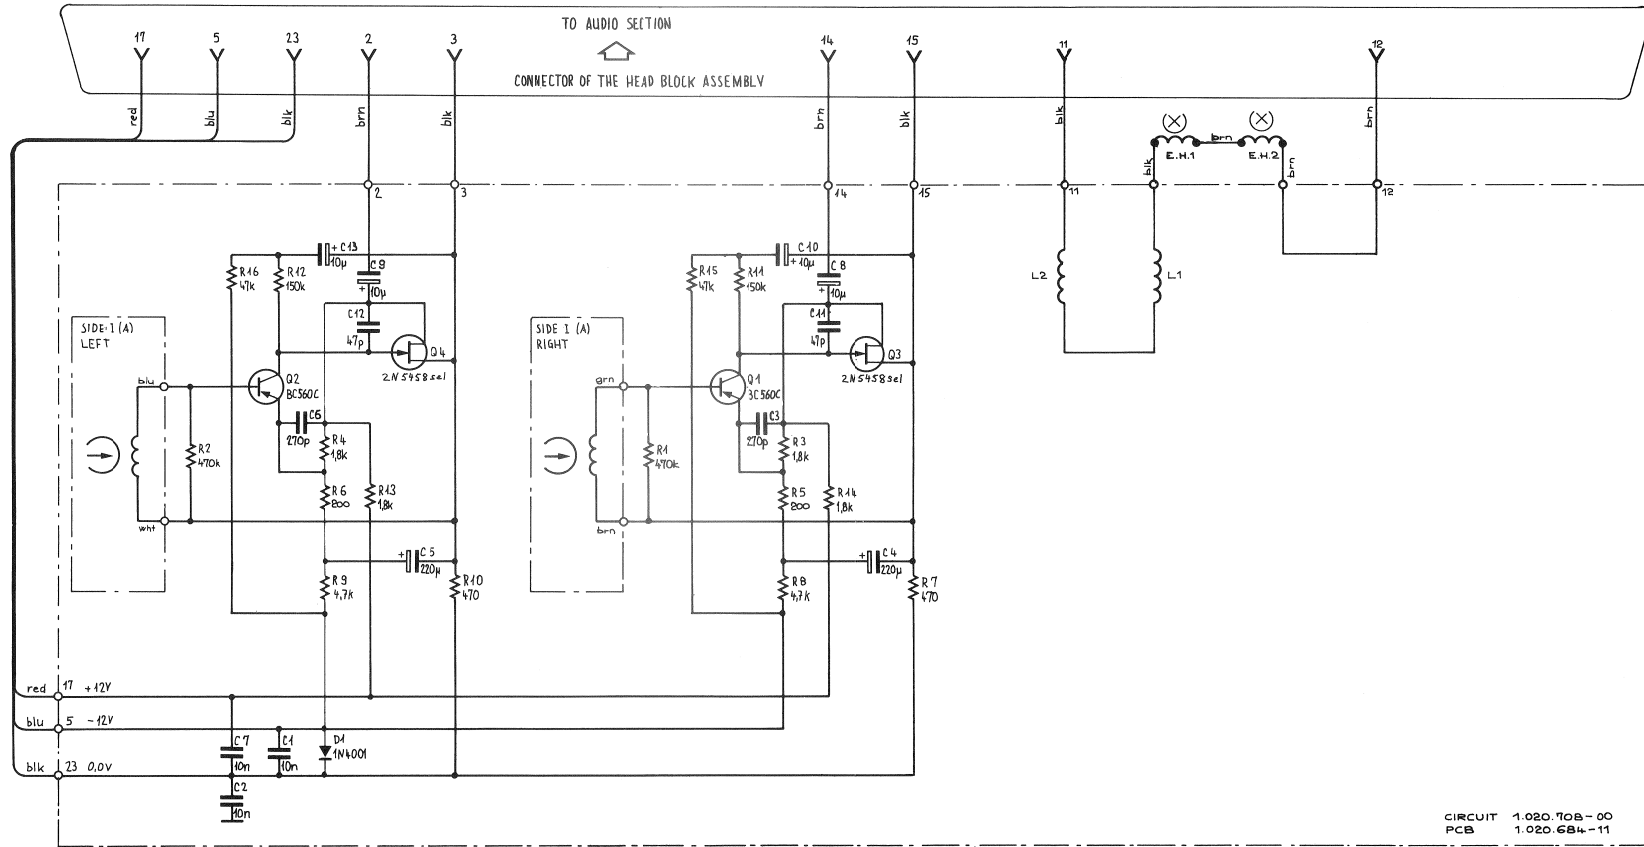 TO AUDIO SECTION
17 5 23 2 3 14 15 11 12
CONNECTOR OF THE HEAD BLOCK ASSEMBLY
red blu blk brn blk brn blk blk brn
(X) (X)
brn
E.H.1 E.H.2
blk brn
2 3 14 15 11 12
+ C13
10µ
R16
47k
R12
150k
C9
+ 10µ
C12
47p
Q4
2N5458sel
C10
+ 10µ
R15
47k
R11
150k
C8
+ 10µ
C11
47p
Q3
2N5458sel
L2 L1
SIDE I (A)
LEFT
blu
Q2
BC560C
C6
270p
R4
1,8k
R2
470k
R6
200
R13
1,8k
wht
+ C5
220µ
R9
4,7k
R10
470
SIDE I (A)
RIGHT
grn
Q1
BC560C
C3
270p
R3
1,8k
R1
470k
R5
200
R14
1,8k
brn
+ C4
220µ
R8
4,7k
R7
470
red 17 +12V
blu 5 -12V
C7
10n
C1
10n
D1
1N4001
blk 23 0,0V
C2
10n
CIRCUIT 1.020.708-00
PCB 1.020.684-11